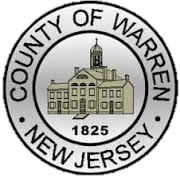 COUNTY OF WARREN
1825
· NEW JERSEY ·